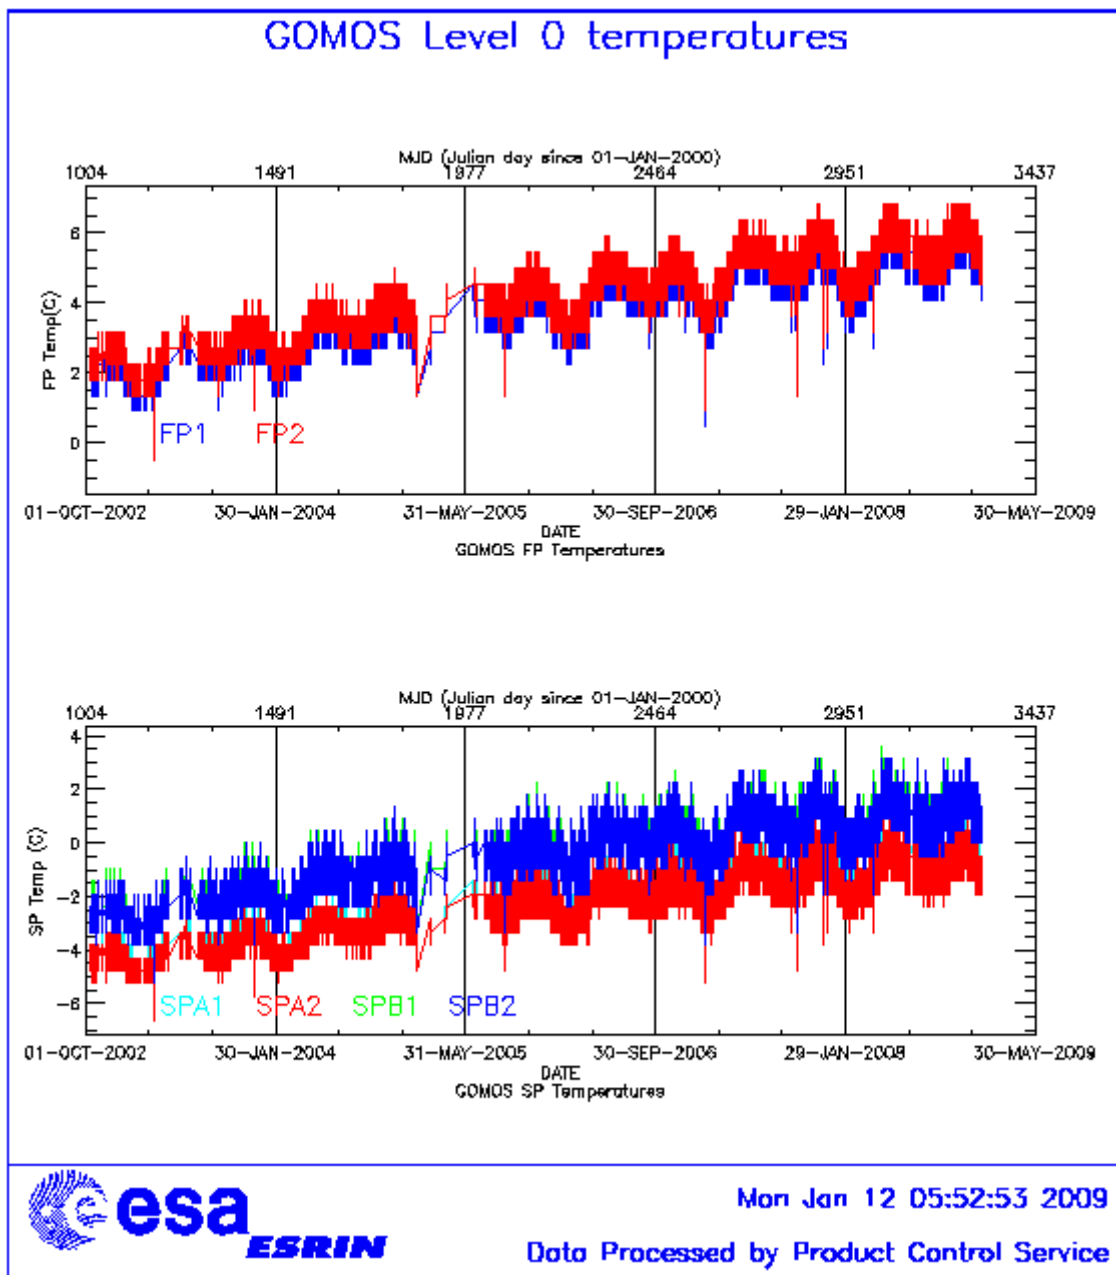 GOMOS Level 0 temperatures
MJD (Julian day since 01-JAN-2000)
1004 1491 1977 2464 2951 3437
6
4
2
0
FP Temp(C)
FP1 FP2
01-OCT-2002 30-JAN-2004 31-MAY-2005 30-SEP-2006 29-JAN-2008 30-MAY-2009
DATE
GOMOS FP Temperatures
MJD (Julian day since 01-JAN-2000)
1004 1491 1977 2464 2951 3437
4
2
0
-2
-4
-6
SP Temp (C)
SPA1 SPA2 SPB1 SPB2
01-OCT-2002 30-JAN-2004 31-MAY-2005 30-SEP-2006 29-JAN-2008 30-MAY-2009
DATE
GOMOS SP Temperatures
esa
ESRIN
Mon Jan 12 05:52:53 2009
Data Processed by Product Control Service